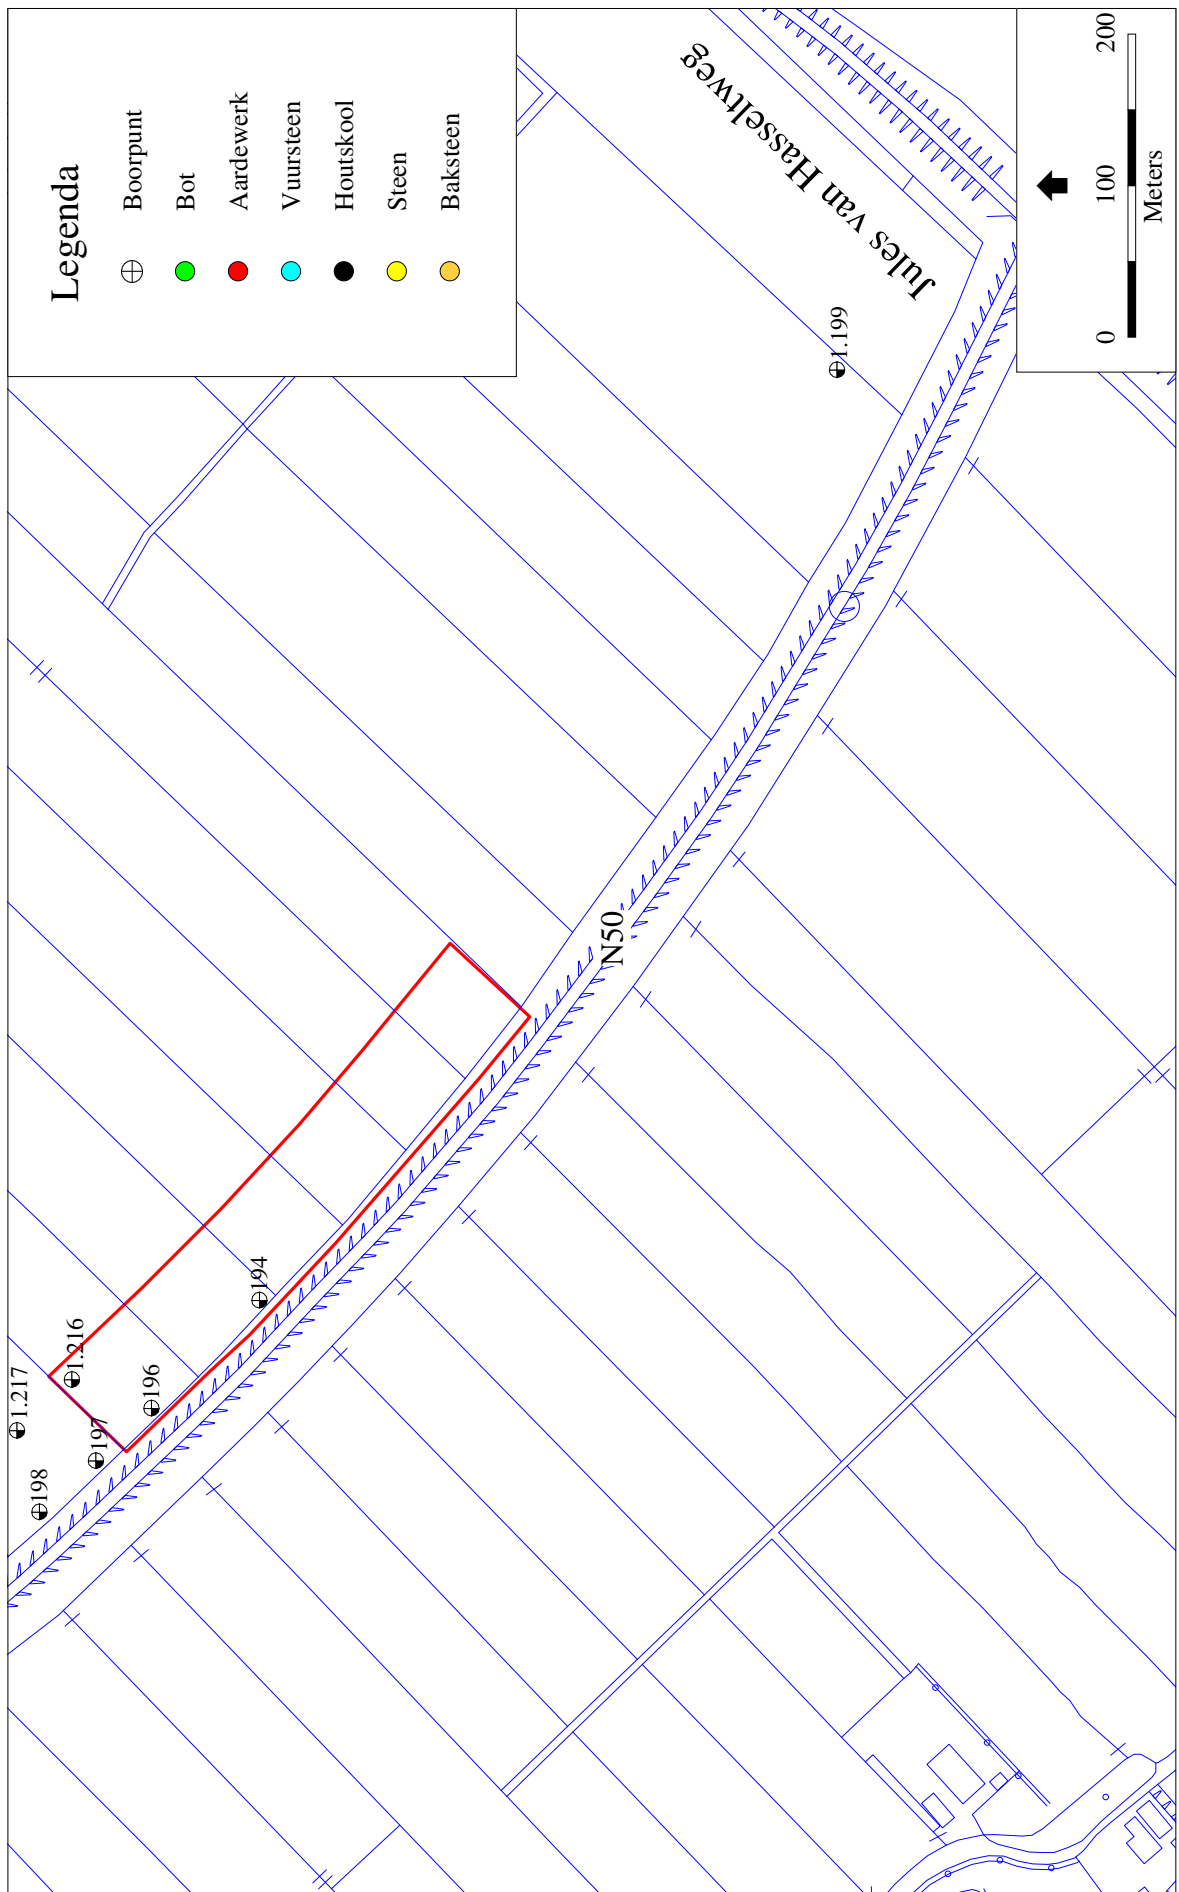 Legenda
Boorpunt
Bot
Aardewerk
Vuursteen
Houtskool
Steen
Baksteen
Jules van Hasseltweg
N50
1.199
194
1.216
196
1.217
197
198
0 100 200
Meters